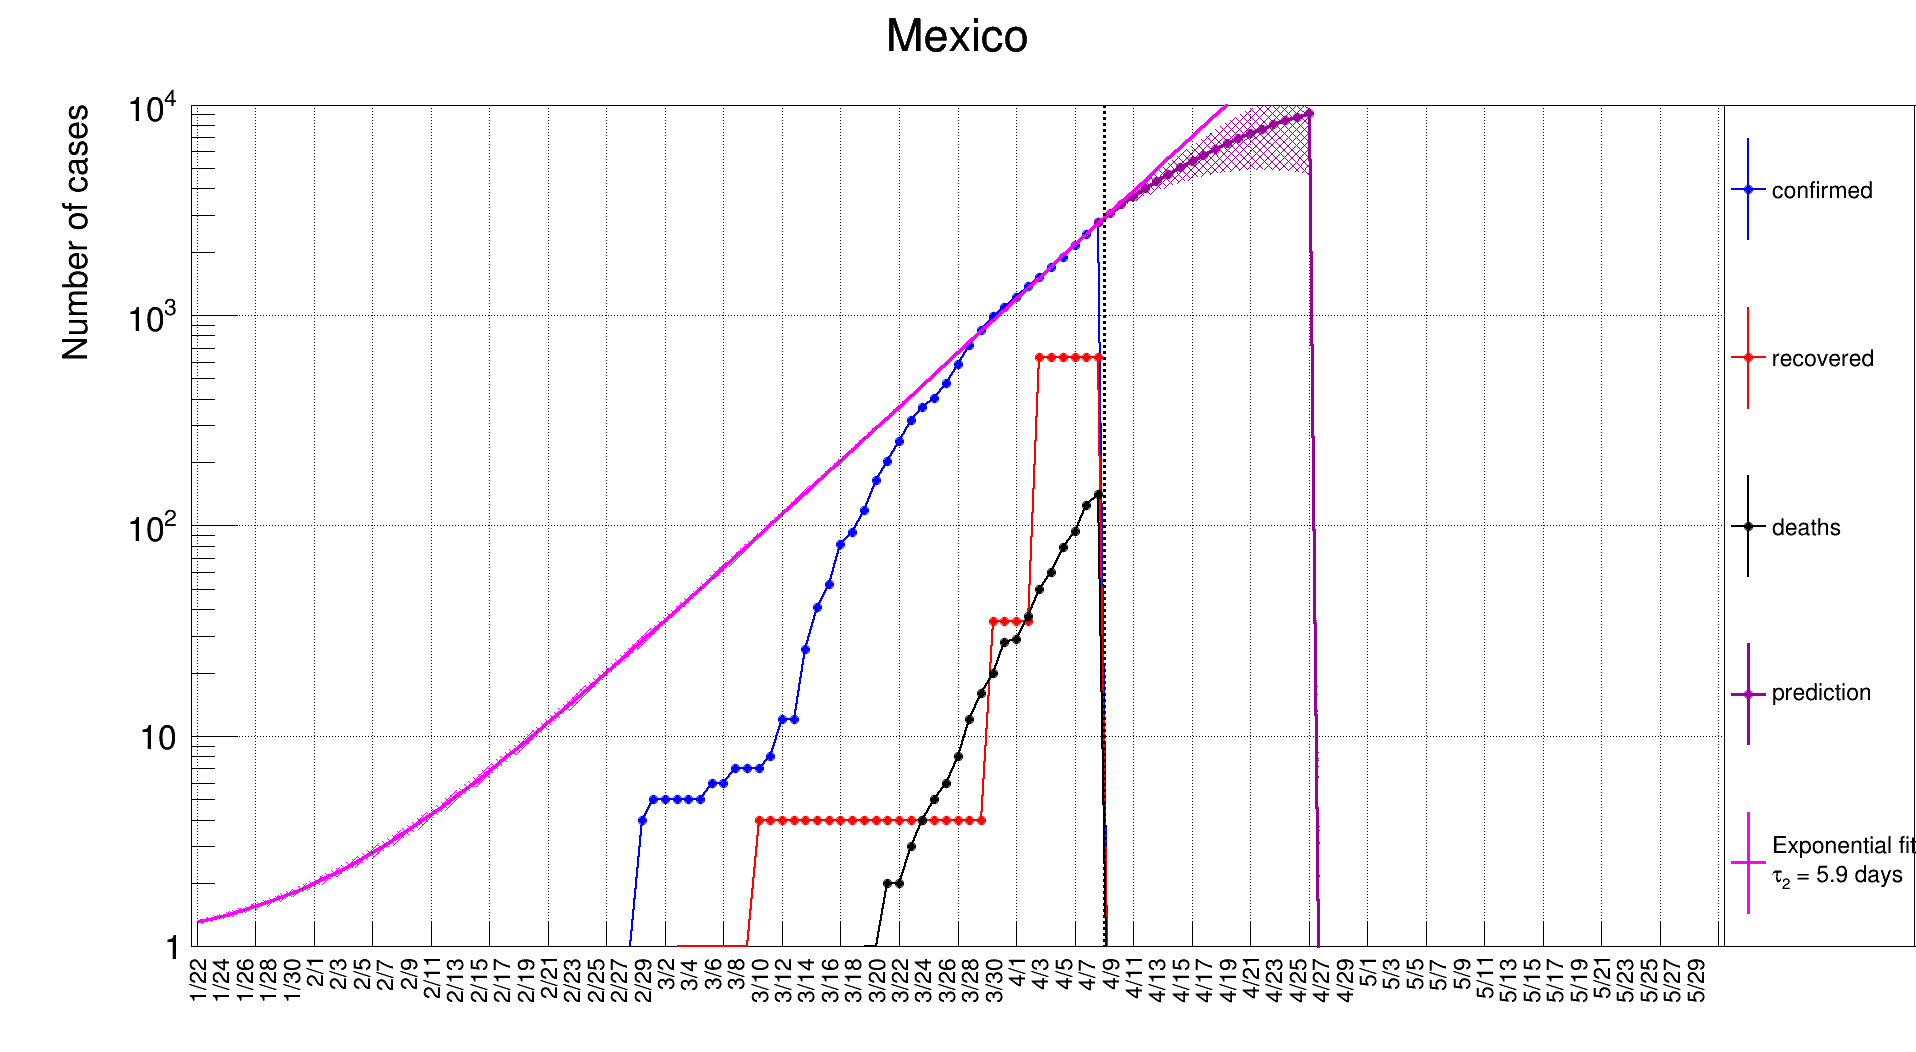 Mexico
Number of cases
10⁴
10³
10²
10
1
1/22 1/24 1/26 1/28 1/30 2/1 2/3 2/5 2/7 2/9 2/11 2/13 2/15 2/17 2/19 2/21 2/23 2/25 2/27 2/29 3/2 3/4 3/6 3/8 3/10 3/12 3/14 3/16 3/18 3/20 3/22 3/24 3/26 3/28 3/30 4/1 4/3 4/5 4/7 4/9 4/11 4/13 4/15 4/17 4/19 4/21 4/23 4/25 4/27 4/29 5/1 5/3 5/5 5/7 5/9 5/11 5/13 5/15 5/17 5/19 5/21 5/23 5/25 5/27 5/29
confirmed
recovered
deaths
prediction
Exponential fit
τ₂ = 5.9 days